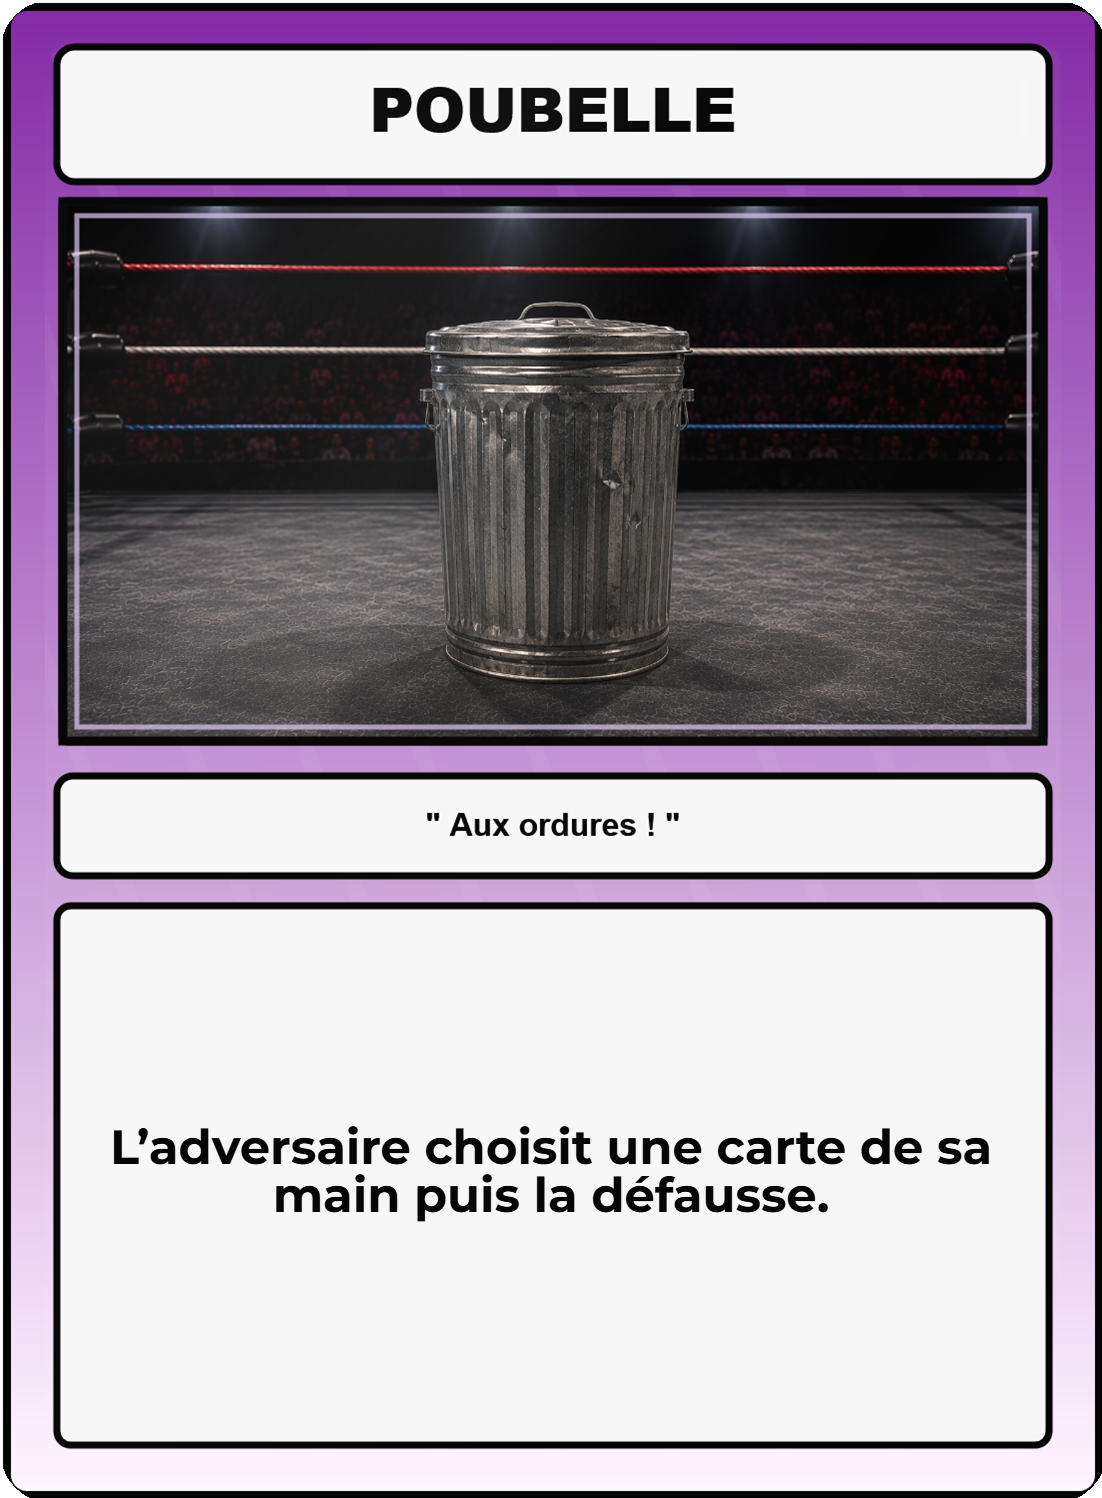 POUBELLE
" Aux ordures ! "
L’adversaire choisit une carte de sa
main puis la défausse.